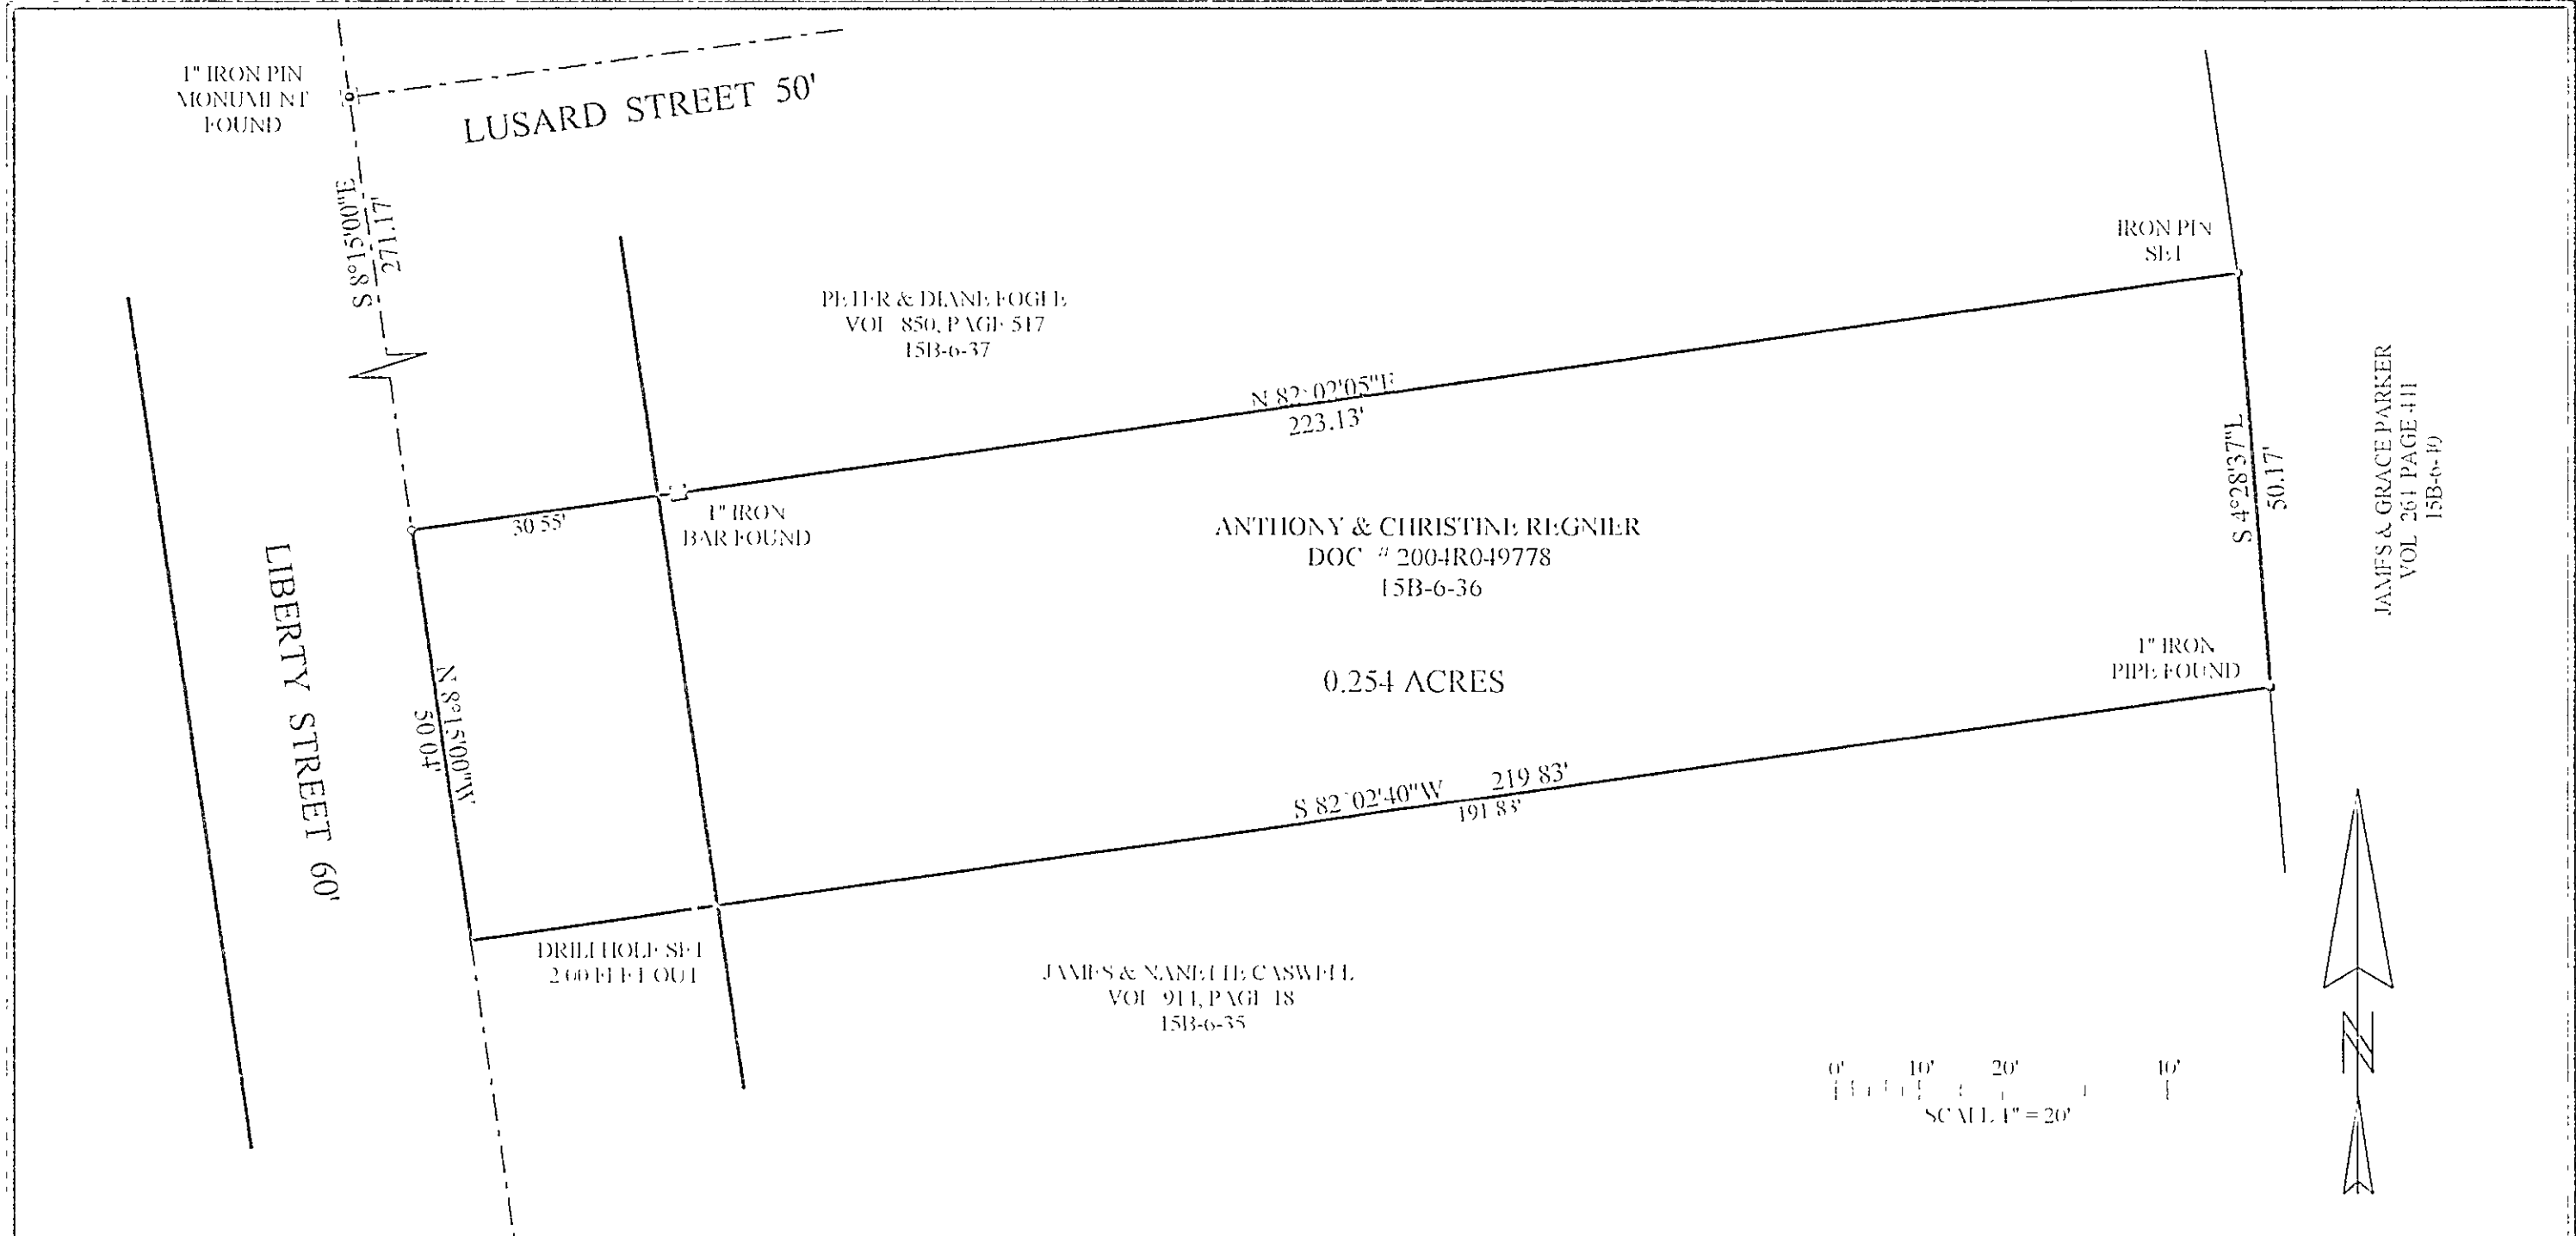 1" IRON PIN
MONUMENT
FOUND
LUSARD STREET 50'
S 8°15'00"E
271.17'
IRON PIN
SET
PETER & DIANE FOGLE
VOL 850, PAGE 517
15B-6-37
N 82°02'05"E
223.13'
30.55'
1" IRON
BAR FOUND
ANTHONY & CHRISTINE REGNIER
DOC # 2004R049778
15B-6-36
0.254 ACRES
S 4°28'37"E
50.17'
JAMES & GRACE PARKER
VOL 261 PAGE 411
15B-6-40
1" IRON
PIPE FOUND
LIBERTY STREET 60'
N 8°15'00"W
50.04'
S 82°02'40"W 219.83'
191.83'
DRILL HOLE SET
2.00 FEET OUT
JAMES & NANETTE CASWELL
VOL 911, PAGE 18
15B-6-35
0' 10' 20' 40'
SCALE 1" = 20'
N